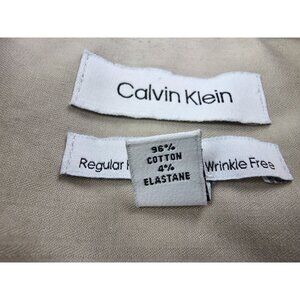 Calvin Klein
Regular Wrinkle Free
96%
COTTON
4%
ELASTANE